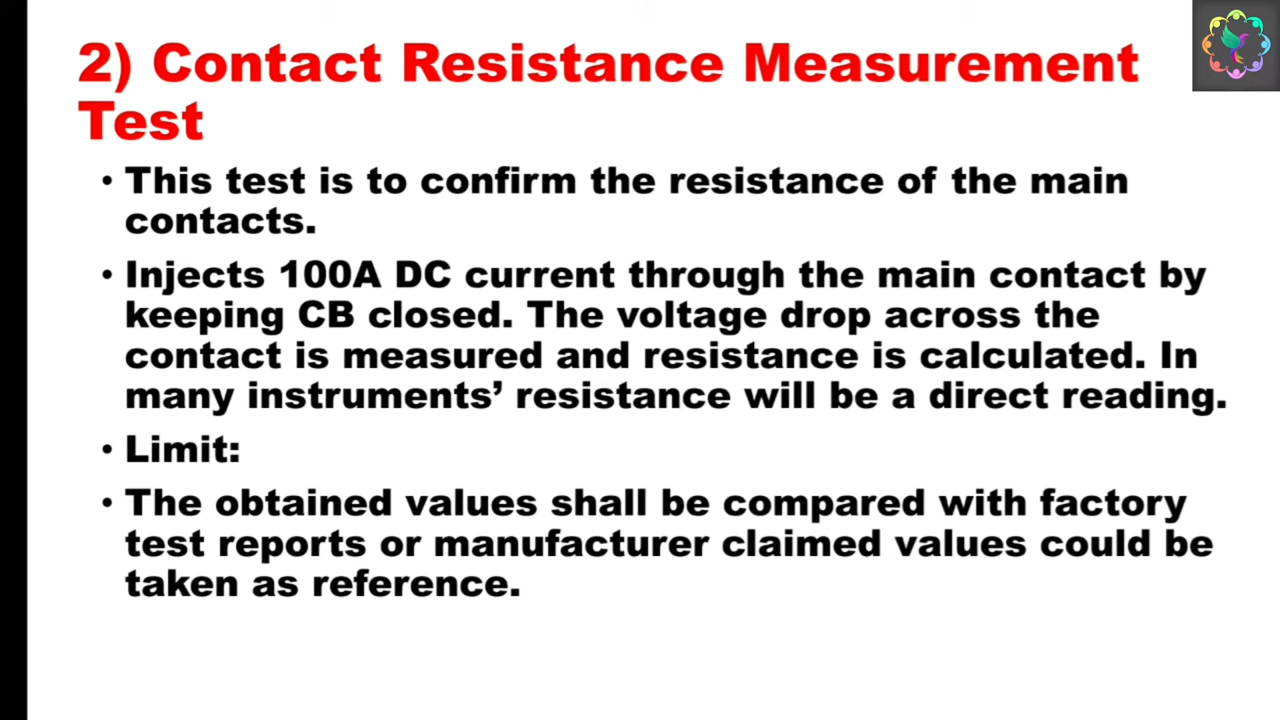 2) Contact Resistance Measurement
Test
• This test is to confirm the resistance of the main
contacts.
• Injects 100A DC current through the main contact by
keeping CB closed. The voltage drop across the
contact is measured and resistance is calculated. In
many instruments’ resistance will be a direct reading.
• Limit:
• The obtained values shall be compared with factory
test reports or manufacturer claimed values could be
taken as reference.